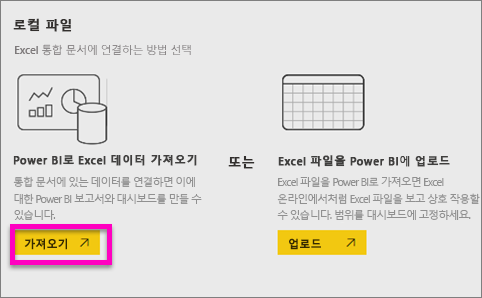 로컬 파일
Excel 통합 문서에 연결하는 방법 선택
Power BI로 Excel 데이터 가져오기
통합 문서에 있는 데이터를 연결하면 이에
대한 Power BI 보고서와 대시보드를 만들 수
있습니다.
가져오기
또는
Excel 파일을 Power BI에 업로드
Excel 파일을 Power BI로 가져오면 Excel
온라인에서처럼 Excel 파일을 보고 상호 작용할
수 있습니다. 범위를 대시보드에 고정하세요.
업로드